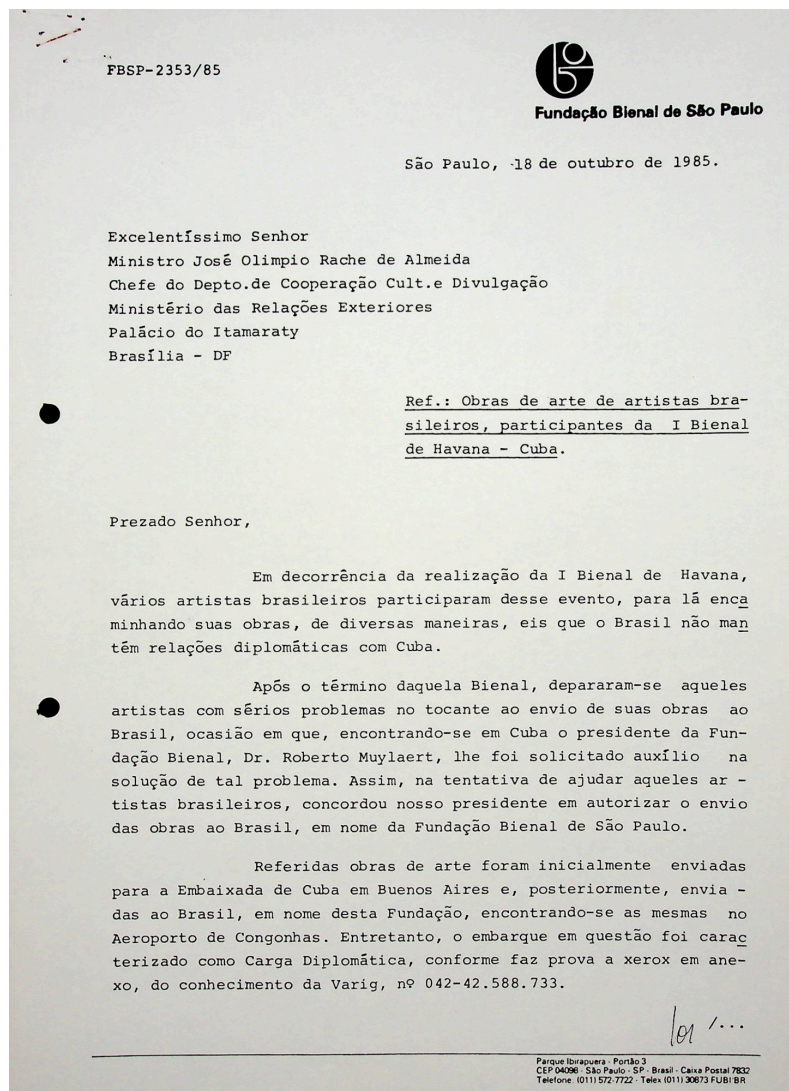 FBSP-2353/85
Fundação Bienal de São Paulo
São Paulo, 18 de outubro de 1985.
Excelentíssimo Senhor
Ministro José Olimpio Rache de Almeida
Chefe do Depto.de Cooperação Cult.e Divulgação
Ministério das Relações Exteriores
Palácio do Itamaraty
Brasília - DF
Ref.: Obras de arte de artistas bra-
sileiros, participantes da I Bienal
de Havana - Cuba.
Prezado Senhor,
Em decorrência da realização da I Bienal de Havana,
vários artistas brasileiros participaram desse evento, para lá enca
minhando suas obras, de diversas maneiras, eis que o Brasil não man
têm relações diplomáticas com Cuba.
Após o término daquela Bienal, depararam-se aqueles
artistas com sérios problemas no tocante ao envio de suas obras ao
Brasil, ocasião em que, encontrando-se em Cuba o presidente da Fun-
dação Bienal, Dr. Roberto Muylaert, lhe foi solicitado auxílio na
solução de tal problema. Assim, na tentativa de ajudar aqueles ar -
tistas brasileiros, concordou nosso presidente em autorizar o envio
das obras ao Brasil, em nome da Fundação Bienal de São Paulo.
Referidas obras de arte foram inicialmente enviadas
para a Embaixada de Cuba em Buenos Aires e, posteriormente, envia -
das ao Brasil, em nome desta Fundação, encontrando-se as mesmas no
Aeroporto de Congonhas. Entretanto, o embarque em questão foi carac
terizado como Carga Diplomática, conforme faz prova a xerox em ane-
xo, do conhecimento da Varig, nº 042-42.588.733.
/...
Parque Ibirapuera - Portão 3
CEP 04098 - São Paulo - SP - Brasil - Caixa Postal 7832
Telefone: (011) 572-7722 - Telex (011) 30873 FUBI BR